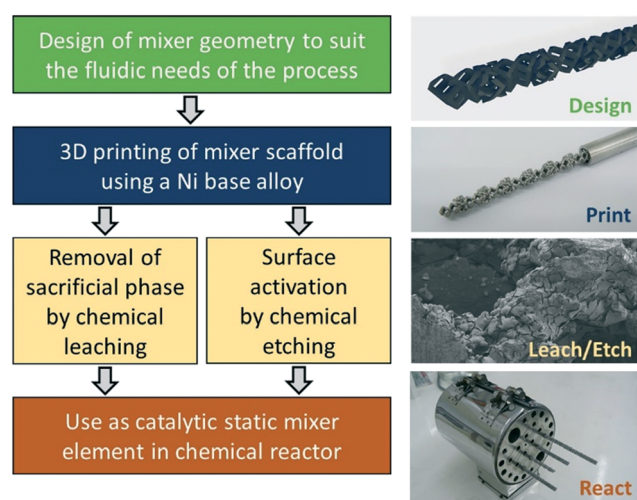 Design of mixer geometry to suit
the fluidic needs of the process
Design
3D printing of mixer scaffold
using a Ni base alloy
Print
Removal of
sacrificial phase
by chemical
leaching
Surface
activation
by chemical
etching
Leach/Etch
Use as catalytic static mixer
element in chemical reactor
React